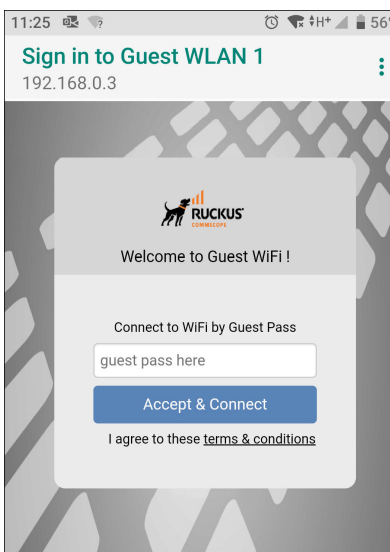 11:25
H+
56
Sign in to Guest WLAN 1
192.168.0.3
RUCKUS
COMMSCOPE
Welcome to Guest WiFi !
Connect to WiFi by Guest Pass
guest pass here
Accept & Connect
I agree to these terms & conditions